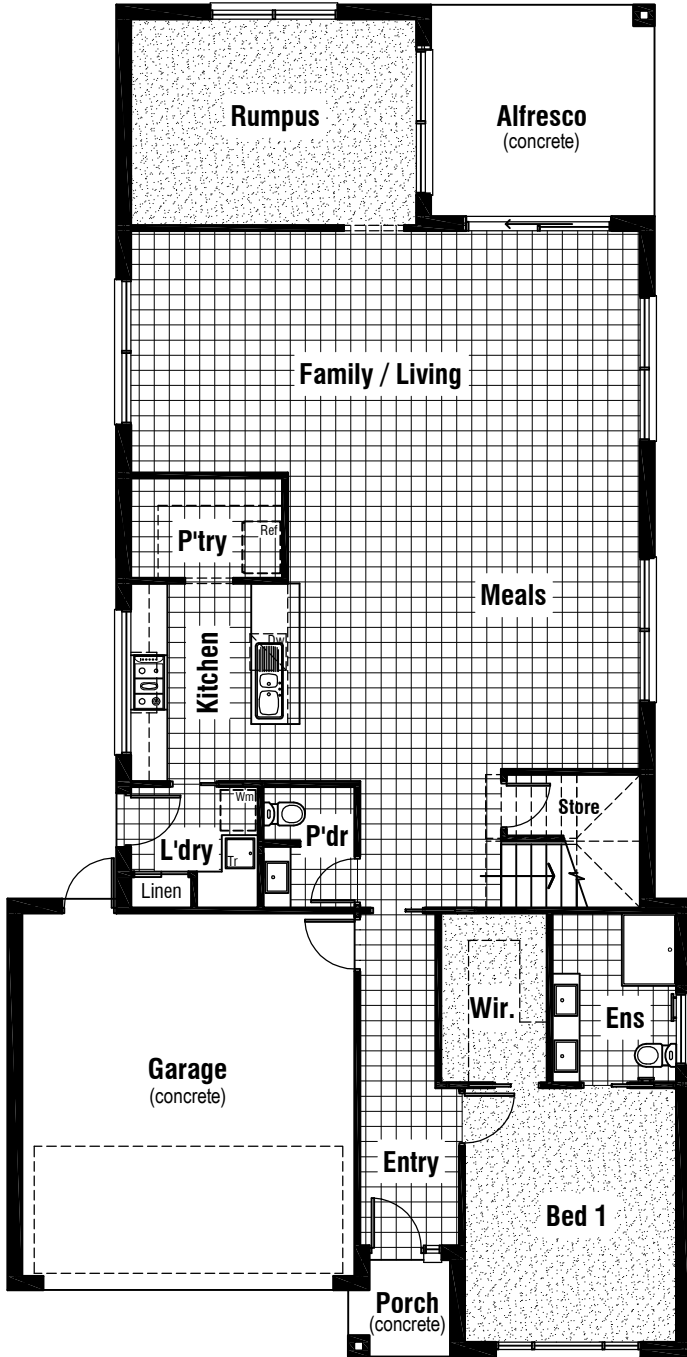 Rumpus
Alfresco
(concrete)
Family / Living
P'try
Ref
Meals
Kitchen
Dw
Wm
Store
P'dr
L'dry
Tr
Linen
Wir.
Ens
Garage
(concrete)
Entry
Bed 1
Porch
(concrete)